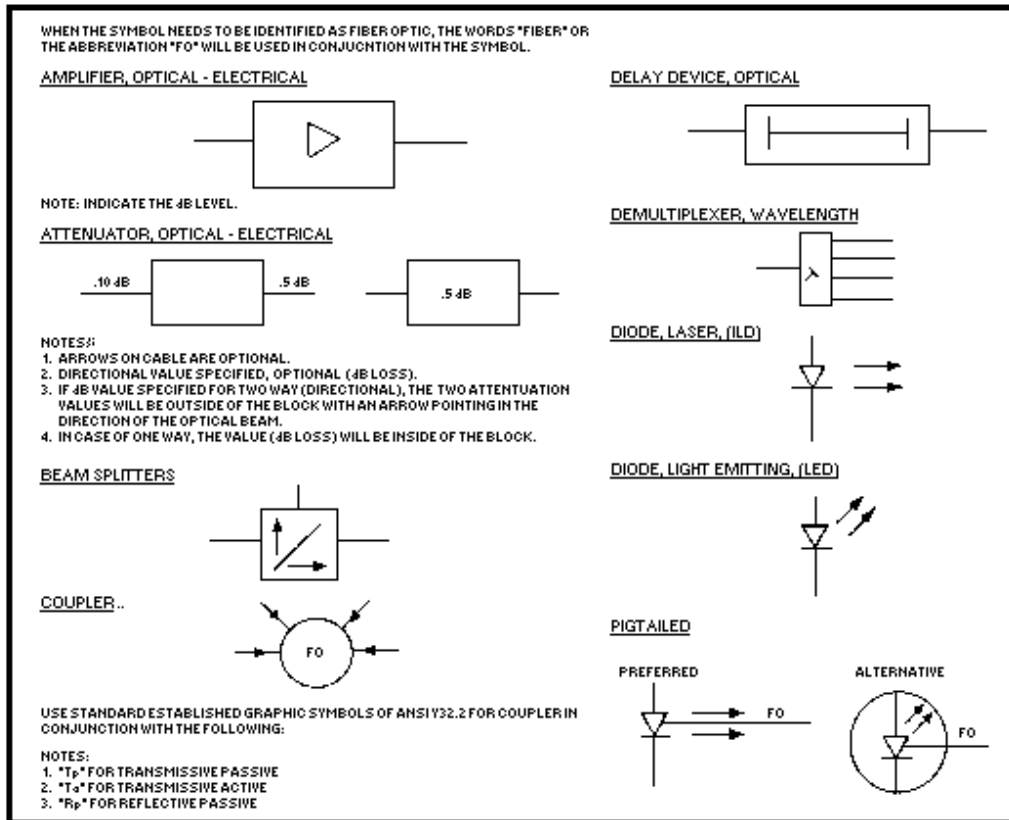 WHEN THE SYMBOL NEEDS TO BE IDENTIFIED AS FIBER OPTIC, THE WORDS "FIBER" OR
THE ABBREVIATION "FO" WILL BE USED IN CONJUCNTION WITH THE SYMBOL.
AMPLIFIER, OPTICAL - ELECTRICAL
NOTE: INDICATE THE dB LEVEL.
ATTENUATOR, OPTICAL - ELECTRICAL
.10 dB
.5 dB
.5 dB
NOTES:
1. ARROWS ON CABLE ARE OPTIONAL.
2. DIRECTIONAL VALUE SPECIFIED, OPTIONAL (dB LOSS).
3. IF dB VALUE SPECIFIED FOR TWO WAY (DIRECTIONAL), THE TWO ATTENTUATION
VALUES WILL BE OUTSIDE OF THE BLOCK WITH AN ARROW POINTING IN THE
DIRECTION OF THE OPTICAL BEAM.
4. IN CASE OF ONE WAY, THE VALUE (dB LOSS) WILL BE INSIDE OF THE BLOCK.
BEAM SPLITTERS
COUPLER..
FO
USE STANDARD ESTABLISHED GRAPHIC SYMBOLS OF ANSI Y32.2 FOR COUPLER IN
CONJUNCTION WITH THE FOLLOWING:
NOTES:
1. "Tp" FOR TRANSMISSIVE PASSIVE
2. "Ta" FOR TRANSMISSIVE ACTIVE
3. "Rp" FOR REFLECTIVE PASSIVE
DELAY DEVICE, OPTICAL
DEMULTIPLEXER, WAVELENGTH
λ
DIODE, LASER, (ILD)
DIODE, LIGHT EMITTING, (LED)
PIGTAILED
PREFERRED
FO
ALTERNATIVE
FO